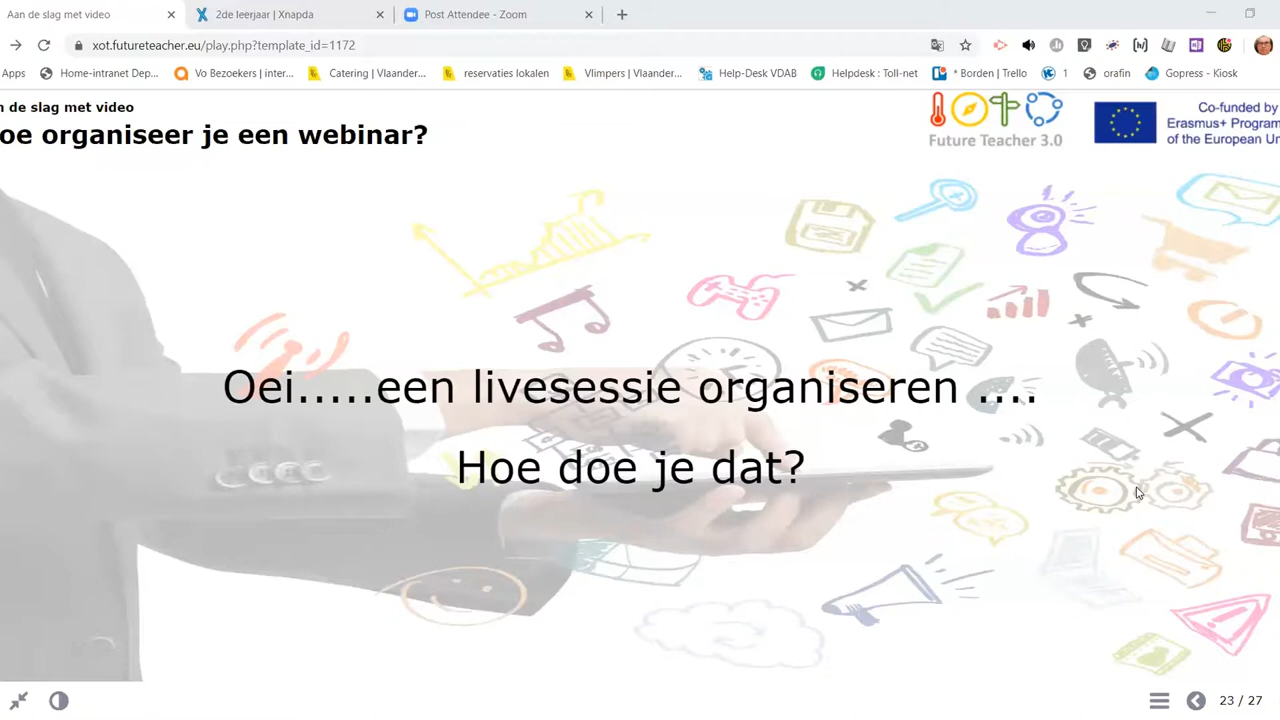 Aan de slag met video
2de leerjaar | Xnapda
Post Attendee - Zoom
xot.futureteacher.eu/play.php?template_id=1172
Apps
Home-intranet Dep...
Vo Bezoekers | inter...
Catering | Vlaander...
reservaties lokalen
Vlimpers | Vlaander...
Help-Desk VDAB
Helpdesk : Toll-net
* Borden | Trello
1
orafin
Gopress - Kiosk
n de slag met video
oe organiseer je een webinar?
Future Teacher 3.0
Co-funded by
Erasmus+ Program
of the European Un
Oei.....een livesessie organiseren ....
Hoe doe je dat?
23 / 27